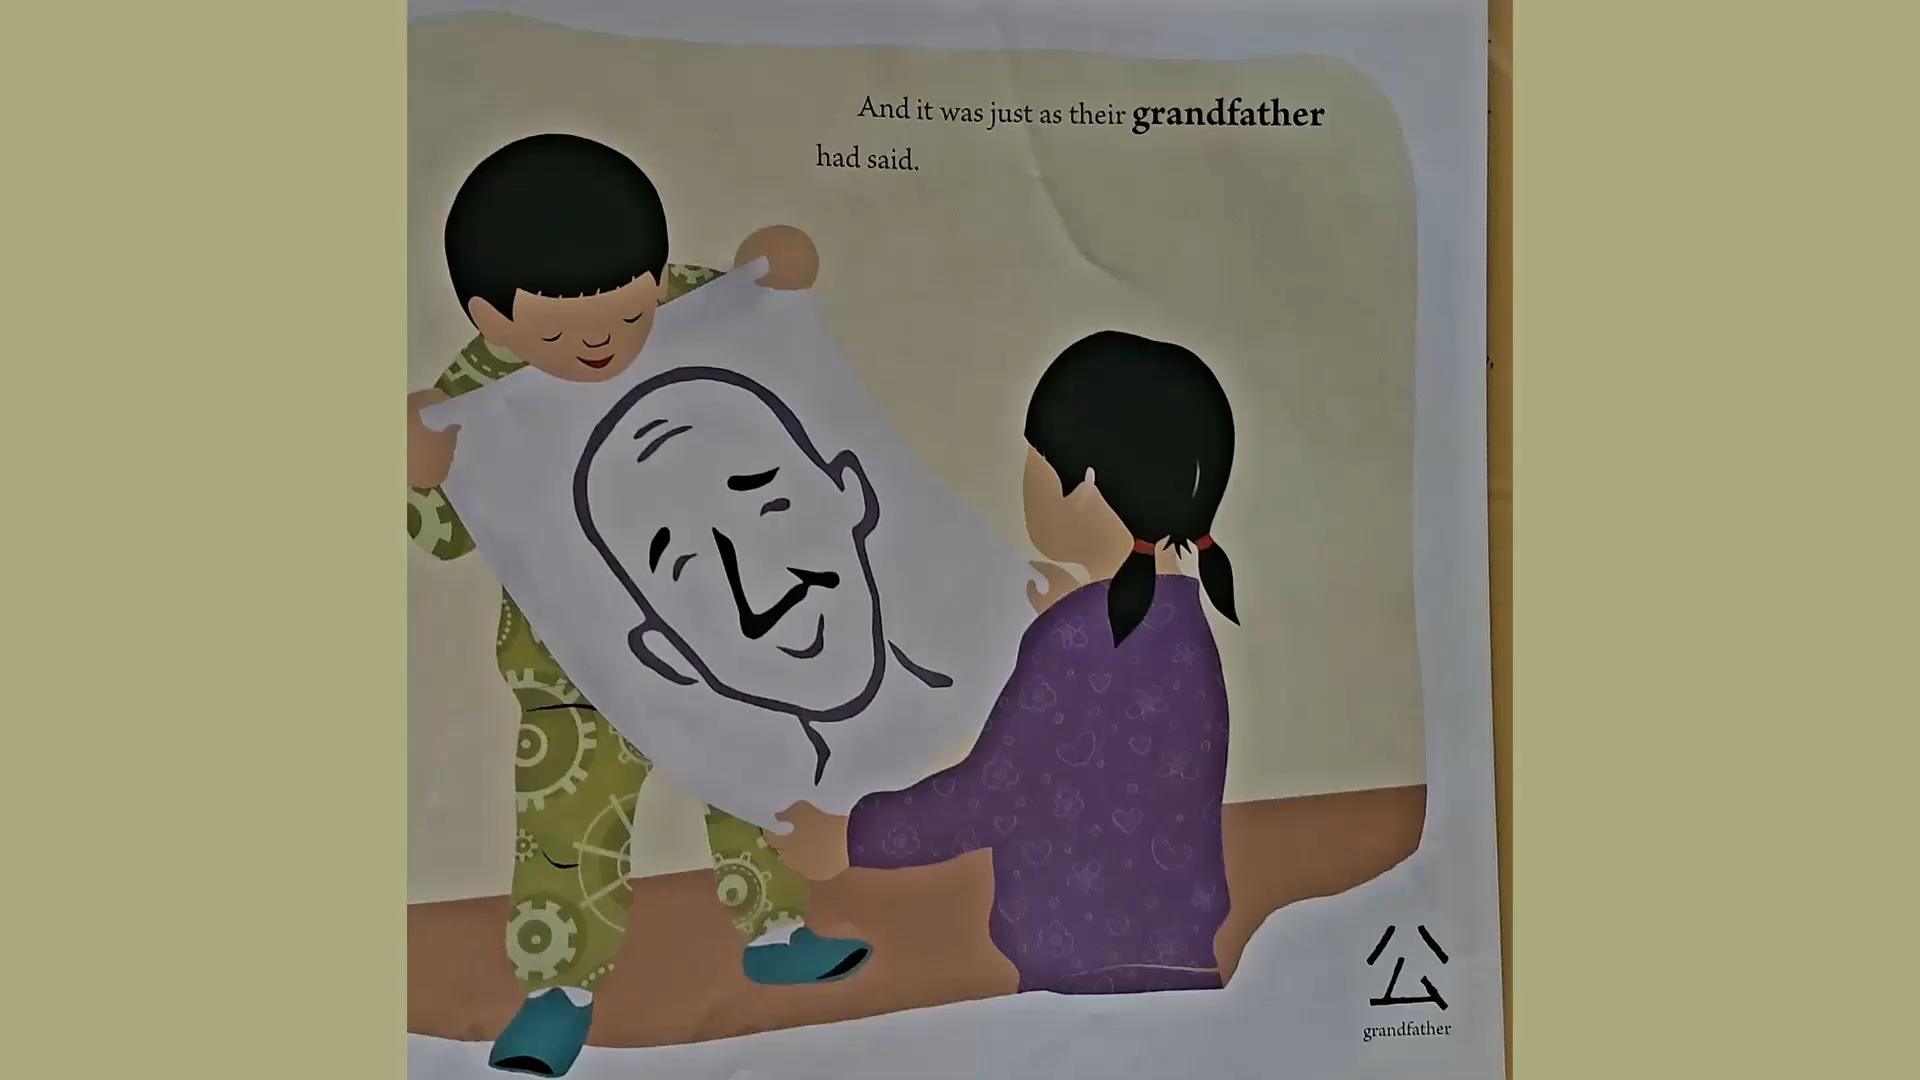 And it was just as their grandfather
had said.
公
grandfather